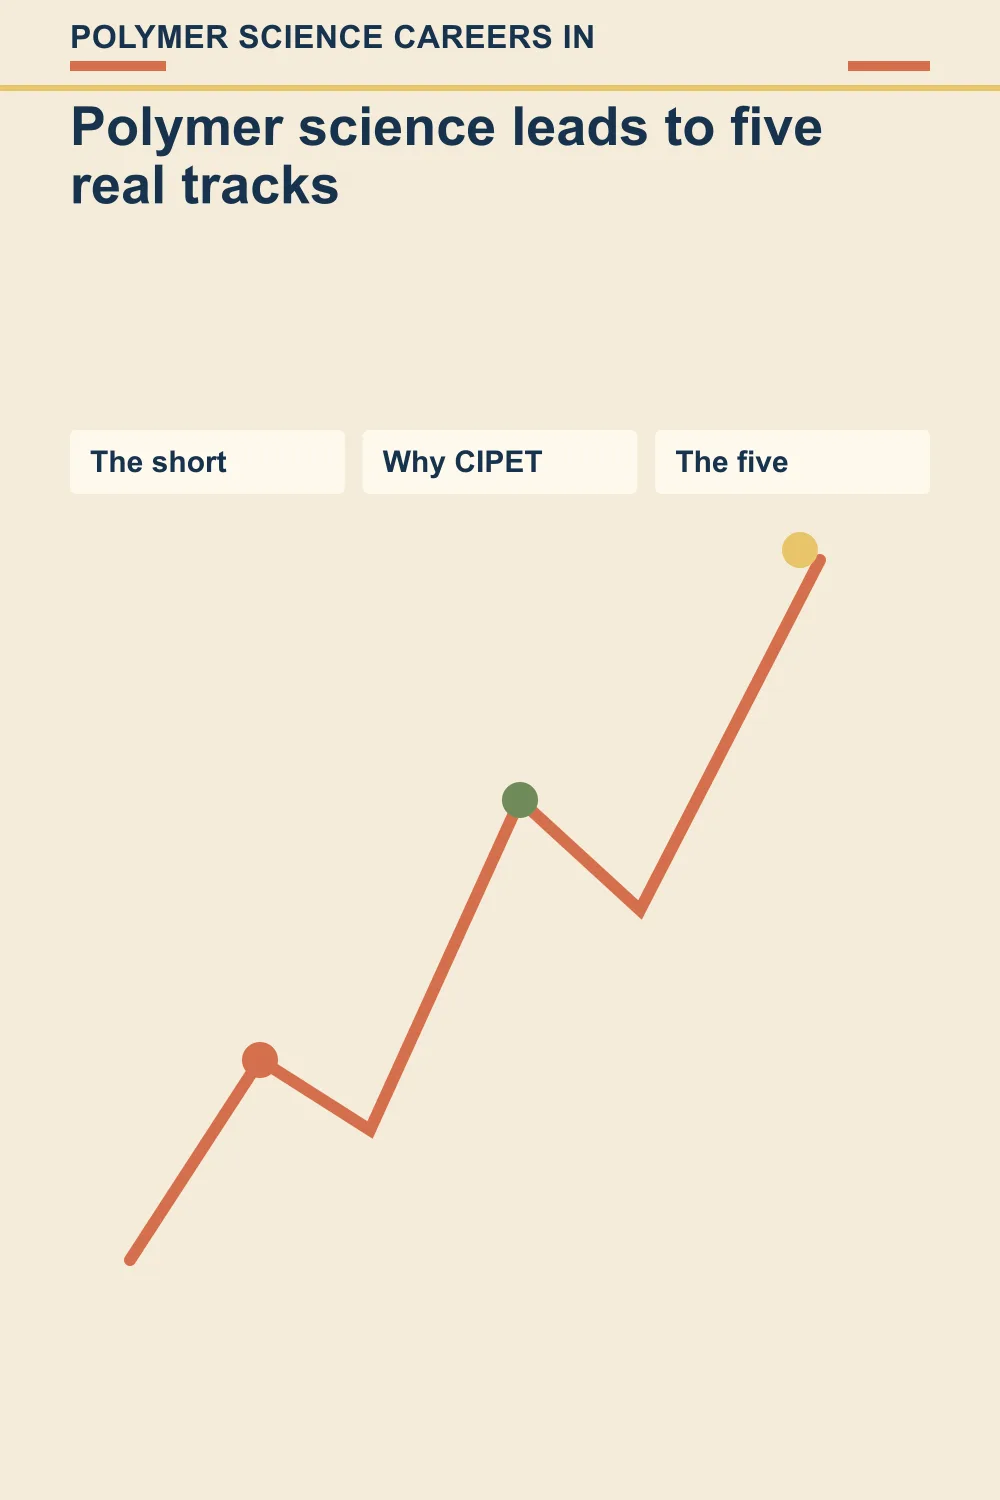 POLYMER SCIENCE CAREERS IN
Polymer science leads to five
real tracks
The short
Why CIPET
The five